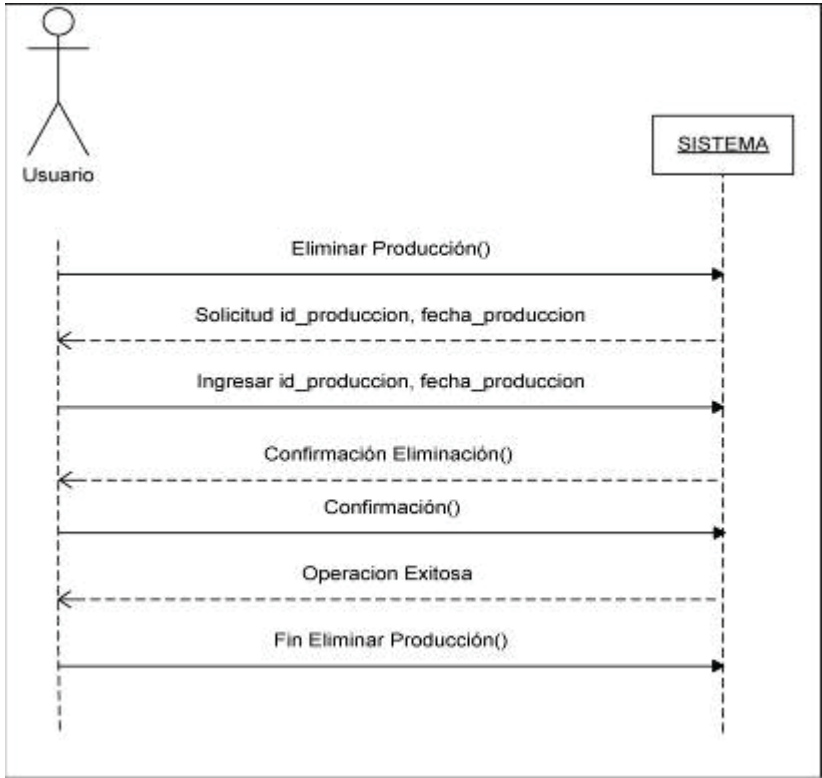 SISTEMA
Usuario
Eliminar Producción()
Solicitud id_produccion, fecha_produccion
Ingresar id_produccion, fecha_produccion
Confirmación Eliminación()
Confirmación()
Operacion Exitosa
Fin Eliminar Producción()